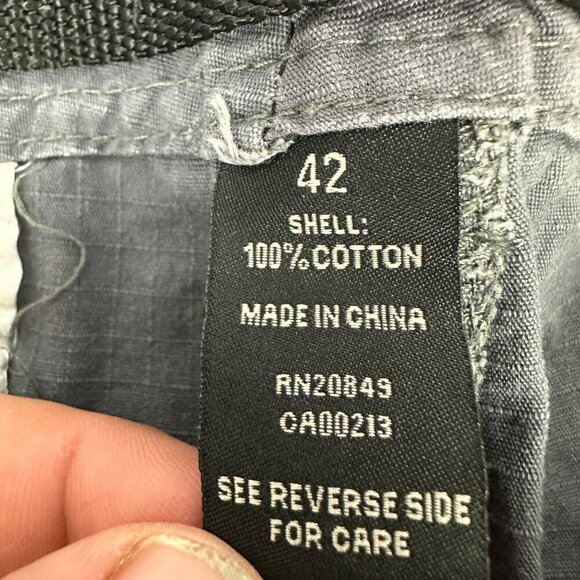 42
SHELL:
100% COTTON
MADE IN CHINA
RN20849
CA00213
SEE REVERSE SIDE
FOR CARE